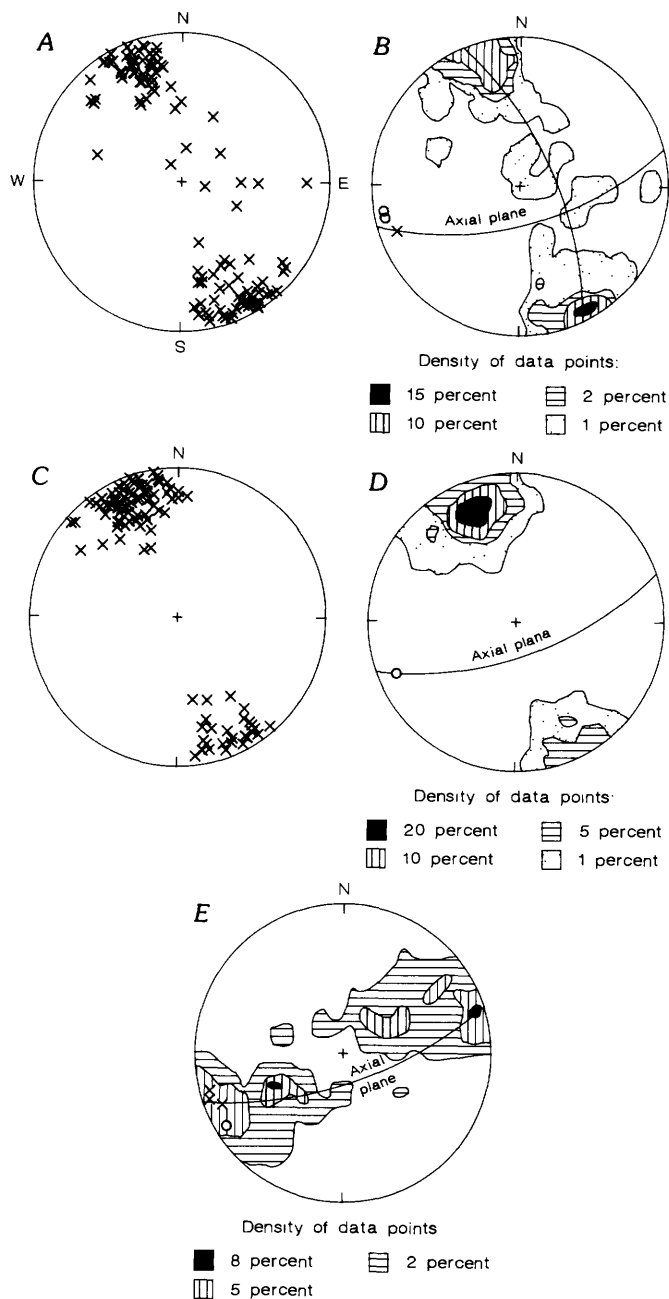 A
N
W
E
S
B
N
Axial plane
Density of data points:
15 percent
2 percent
10 percent
1 percent
C
N
D
N
Axial plana
Density of data points:
20 percent
5 percent
10 percent
1 percent
E
N
Axial
plane
Density of data points
8 percent
2 percent
5 percent